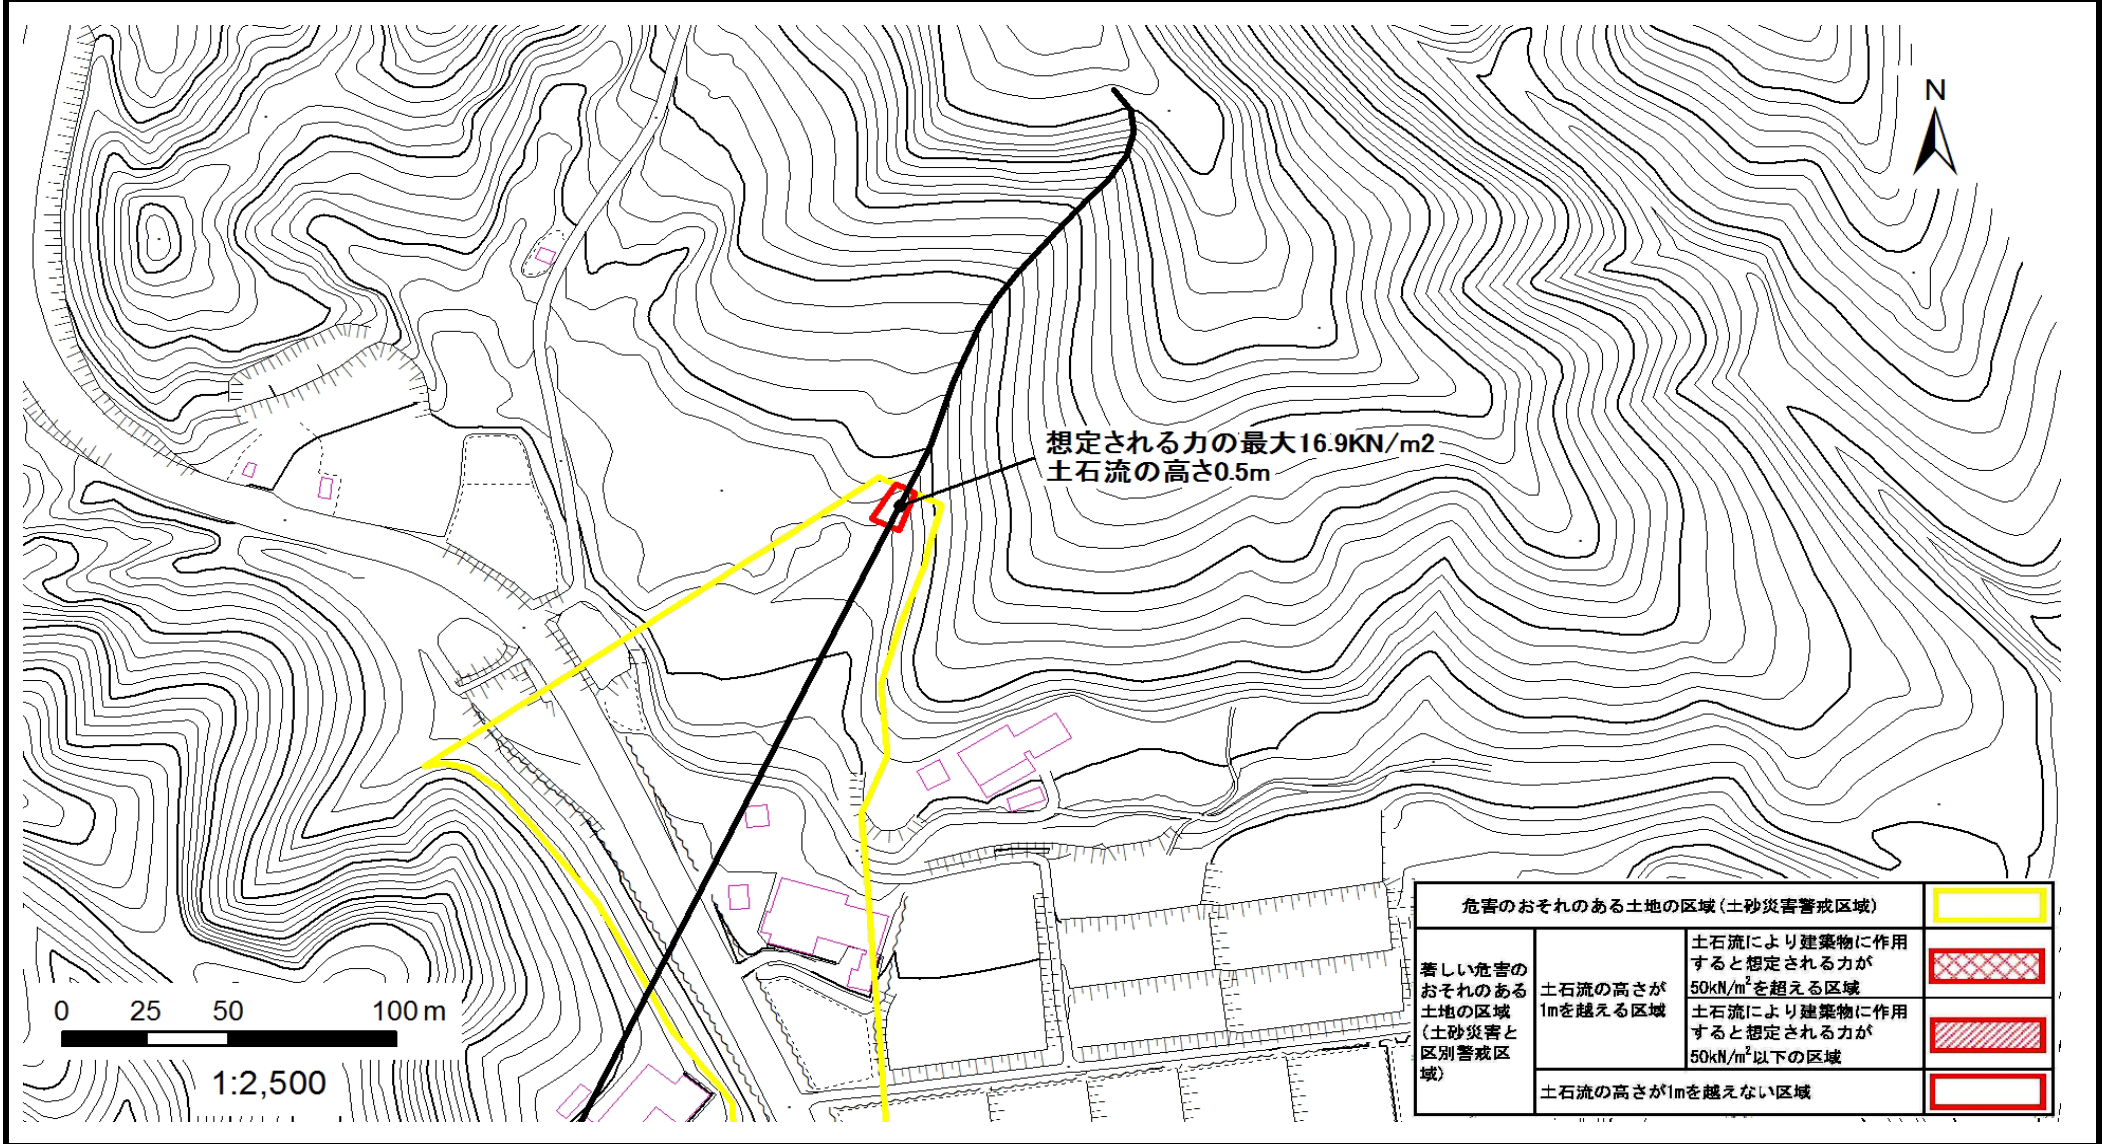 N
想定される力の最大16.9KN/m2
土石流の高さ0.5m
危害のおそれのある土地の区域(土砂災害警戒区域)
著しい危害の
おそれのある
土地の区域
(土砂災害と
区別警戒区
域)
土石流の高さが
1mを越える区域
土石流により建築物に作用
すると想定される力が
50kN/m²を超える区域
土石流により建築物に作用
すると想定される力が
50kN/m²以下の区域
土石流の高さが1mを越えない区域
0 25 50 100 m
1:2,500